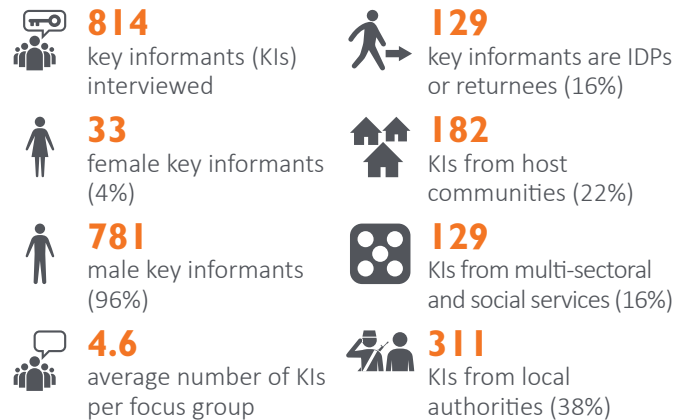 814
key informants (KIs)
interviewed
33
female key informants
(4%)
781
male key informants
(96%)
4.6
average number of KIs
per focus group
129
key informants are IDPs
or returnees (16%)
182
KIs from host
communities (22%)
129
KIs from multi-sectoral
and social services (16%)
311
KIs from local
authorities (38%)